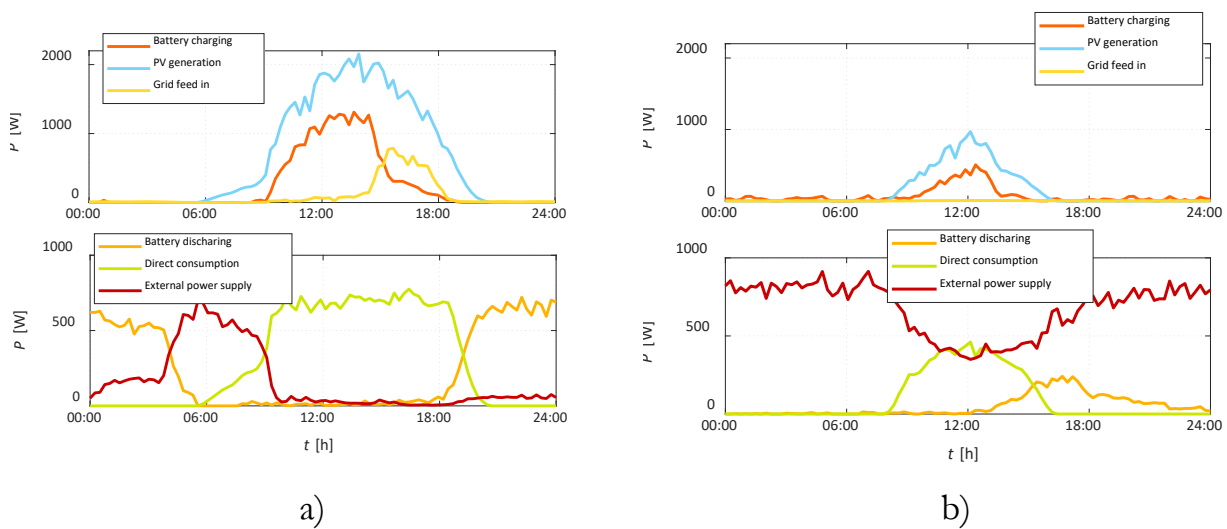 Battery charging
PV generation
Grid feed in
2000
1000
0
P [W]
00:00 06:00 12:00 18:00 24:00
Battery discharing
Direct consumption
External power supply
1000
500
0
P [W]
00:00 06:00 12:00 18:00 24:00
t [h]
a)
Battery charging
PV generation
Grid feed in
2000
1000
0
P [W]
00:00 06:00 12:00 18:00 24:00
Battery discharing
Direct consumption
External power supply
1000
500
0
P [W]
00:00 06:00 12:00 18:00 24:00
t [h]
b)